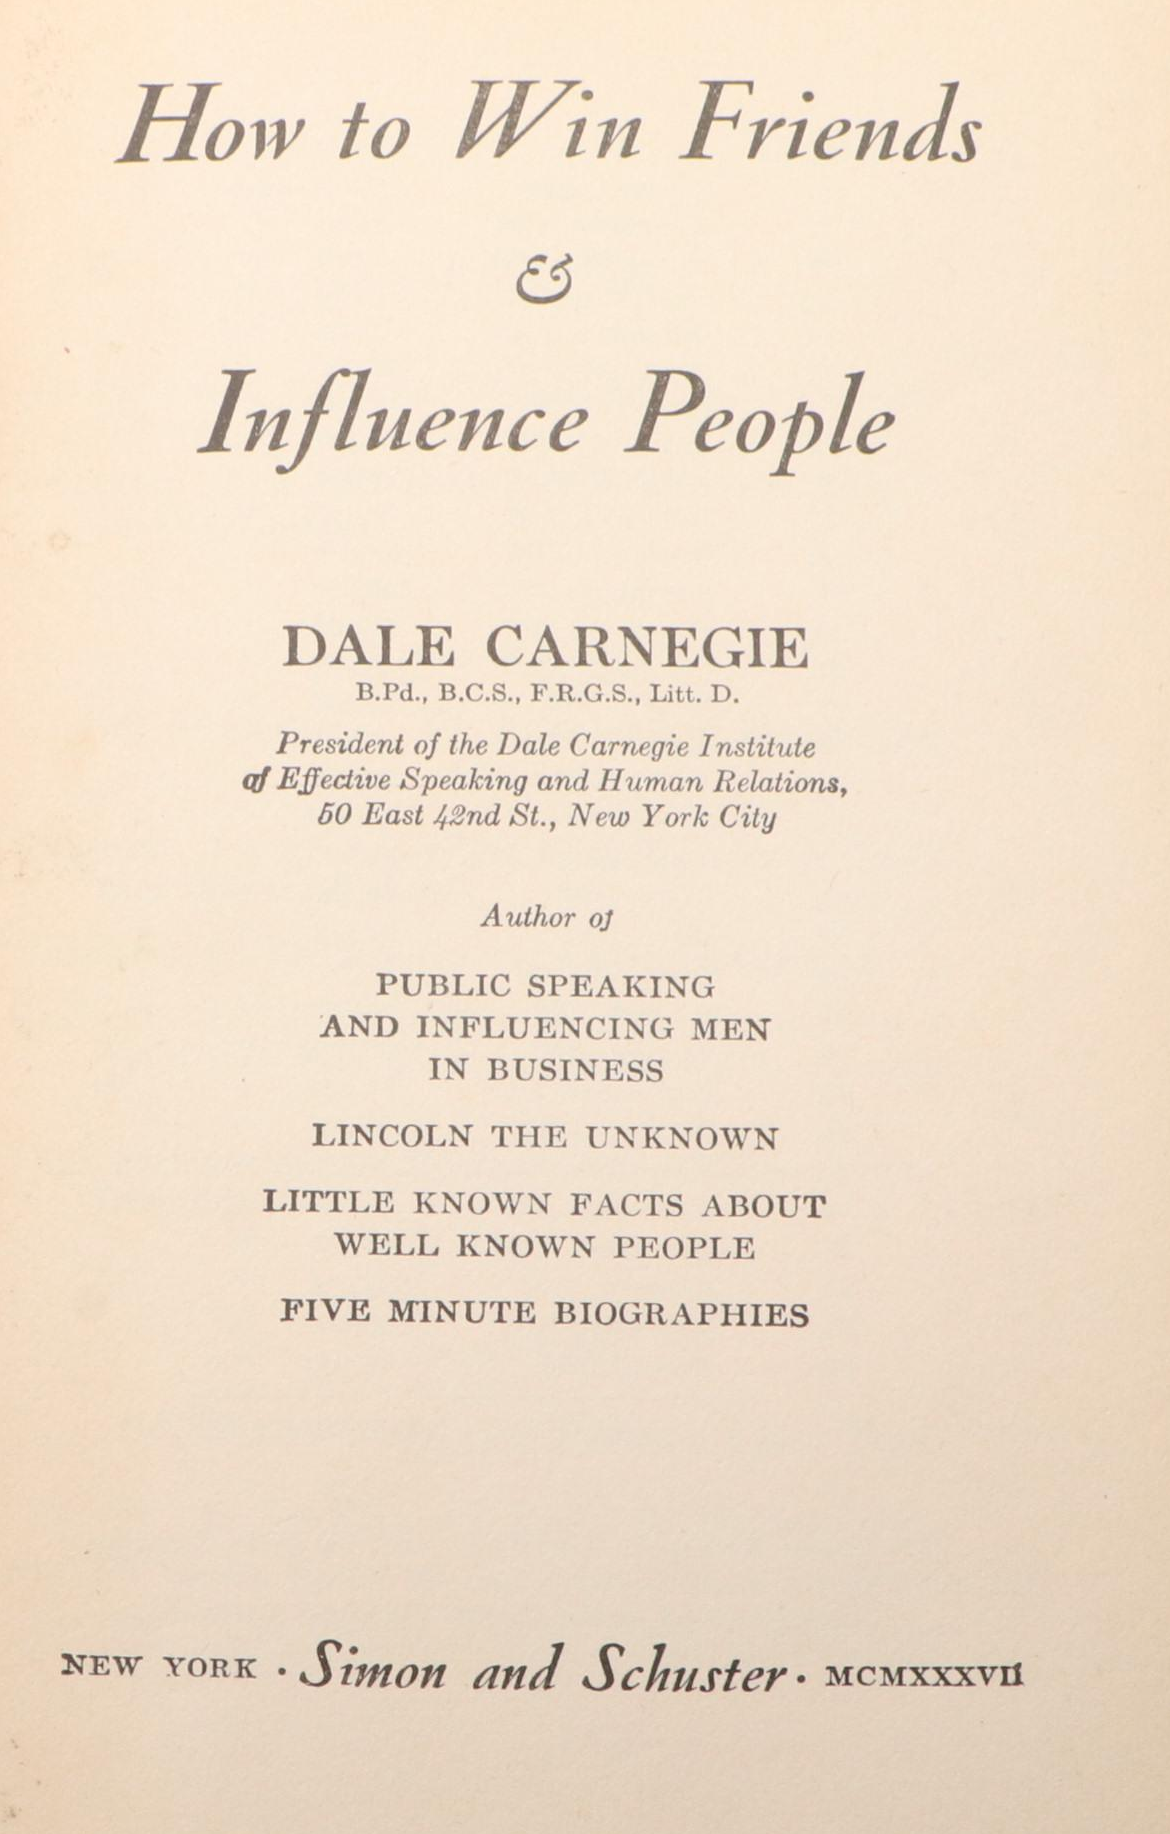 How to Win Friends
&
Influence People
DALE CARNEGIE
B.Pd., B.C.S., F.R.G.S., Litt. D.
President of the Dale Carnegie Institute
of Effective Speaking and Human Relations,
50 East 42nd St., New York City
Author of
PUBLIC SPEAKING
AND INFLUENCING MEN
IN BUSINESS
LINCOLN THE UNKNOWN
LITTLE KNOWN FACTS ABOUT
WELL KNOWN PEOPLE
FIVE MINUTE BIOGRAPHIES
NEW YORK · Simon and Schuster · MCMXXXVII